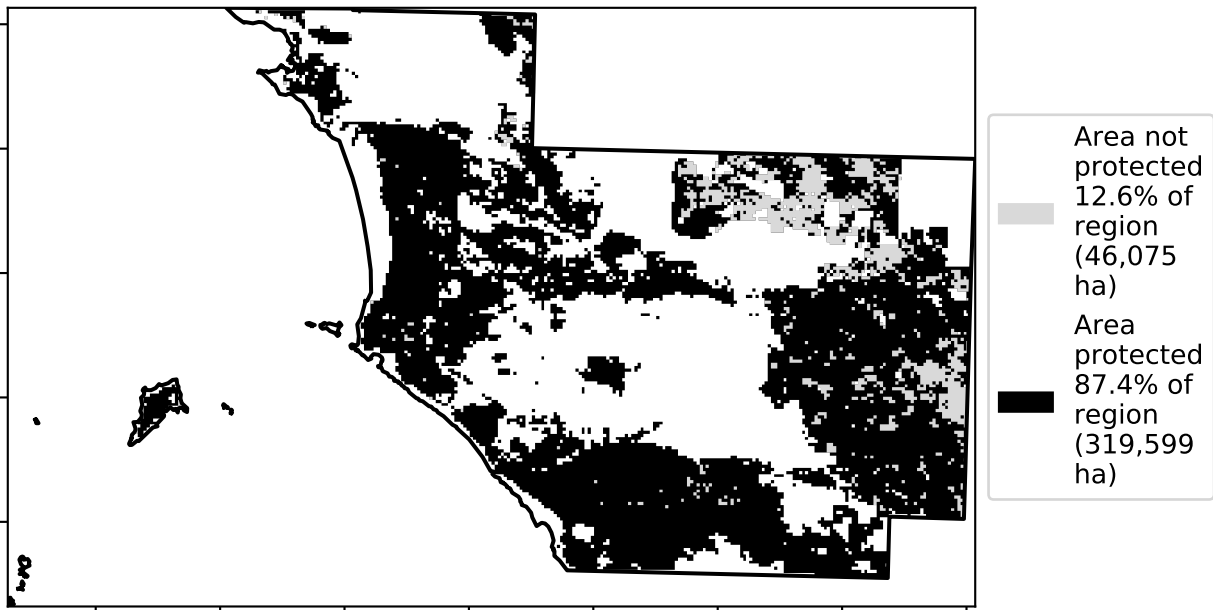 Area not
protected
12.6% of
region
(46,075
ha)
Area
protected
87.4% of
region
(319,599
ha)